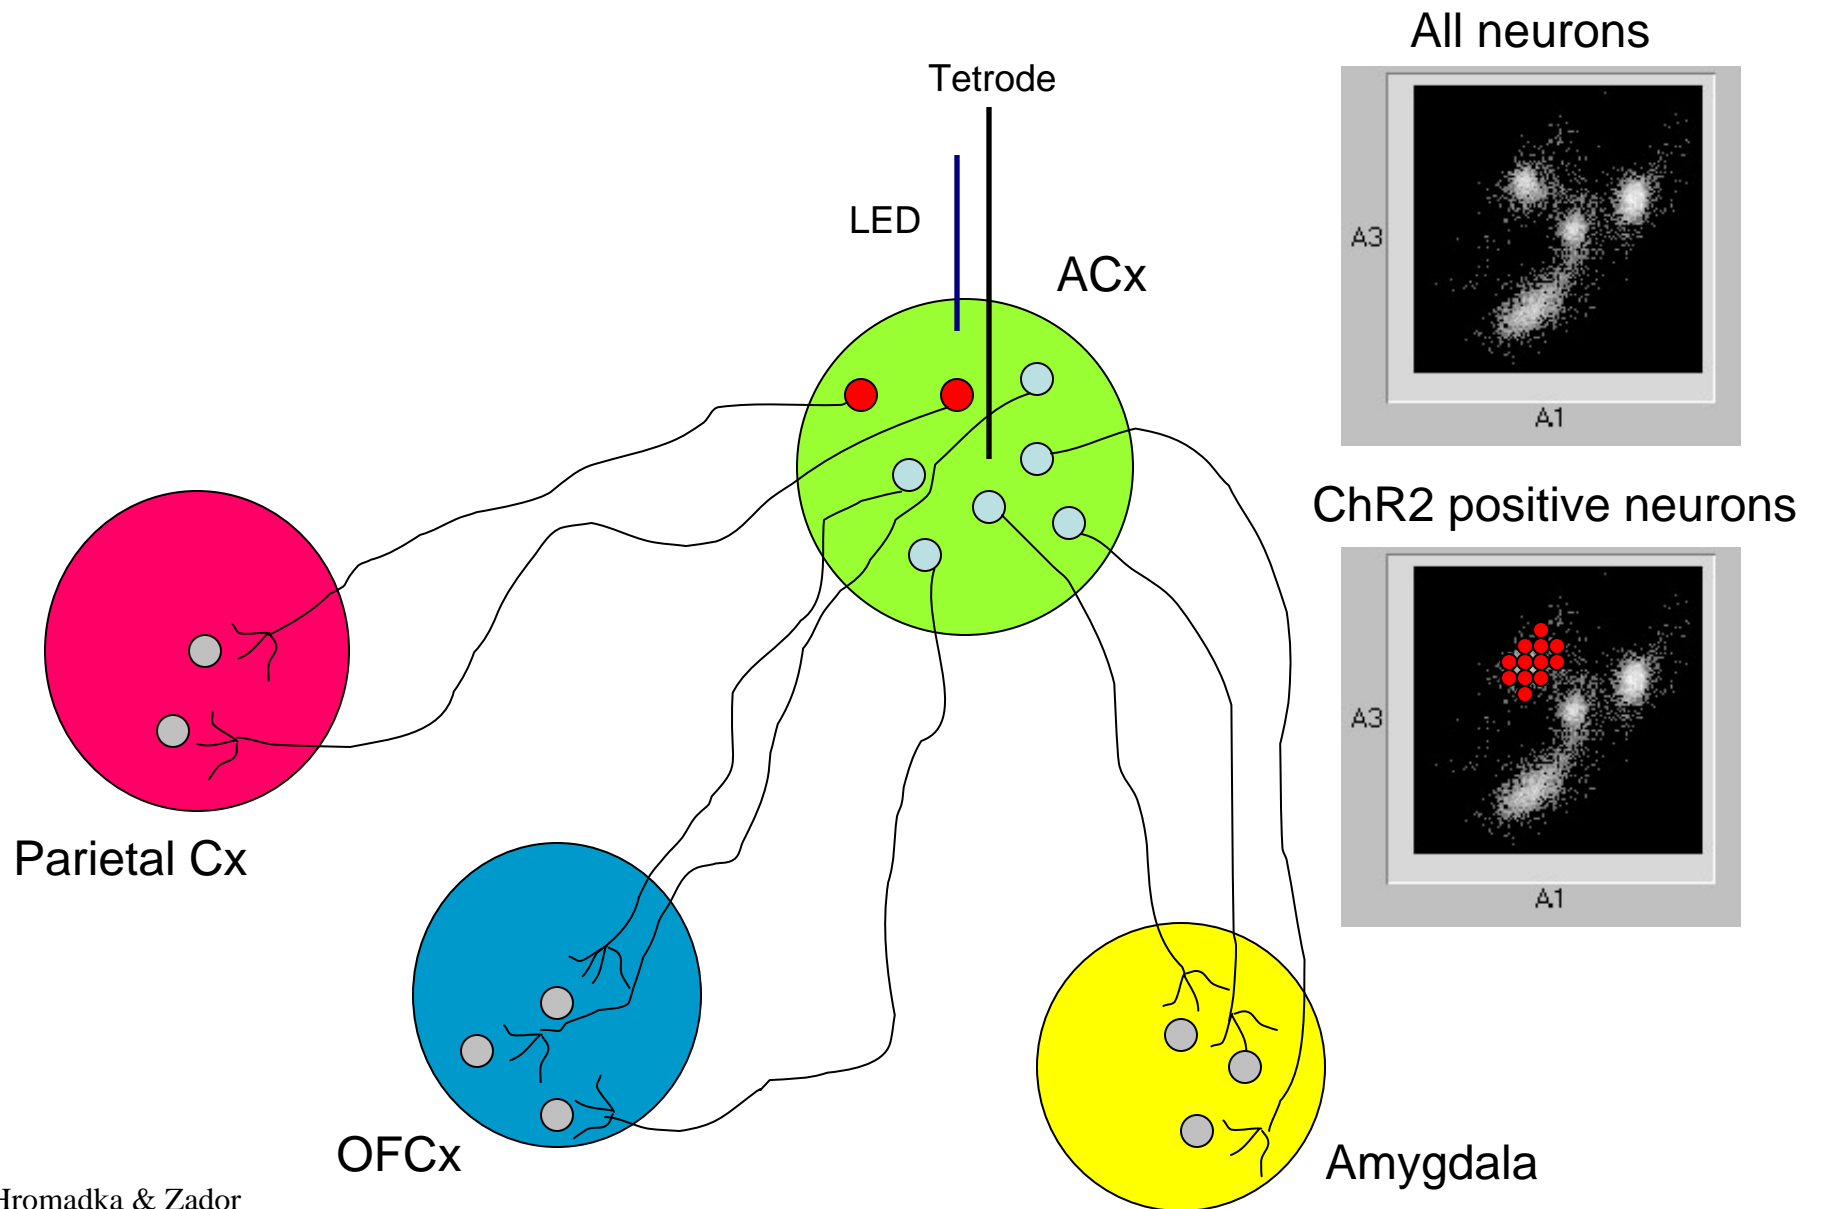 All neurons
Tetrode
LED
ACx
A3
A1
ChR2 positive neurons
A3
A1
Parietal Cx
OFCx
Amygdala
Hromadka & Zador